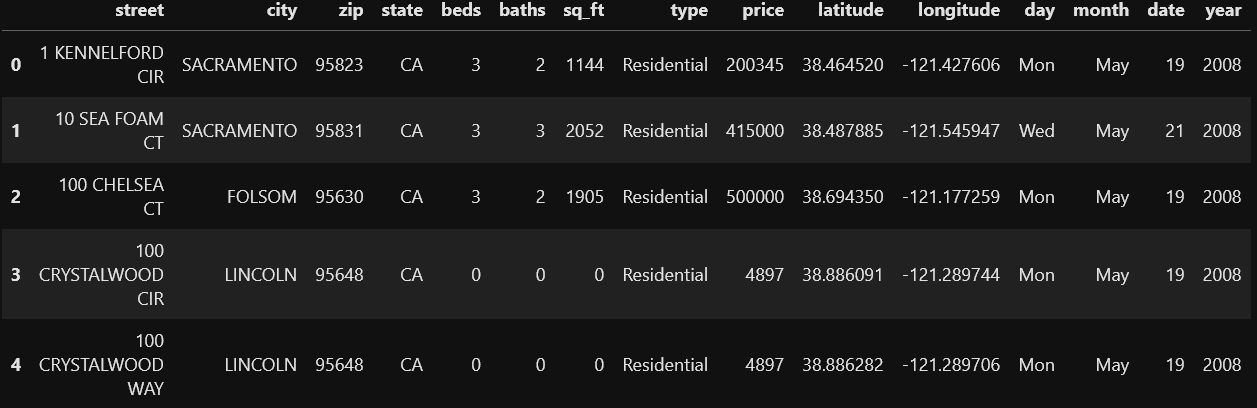 street city zip state beds baths sq_ft type price latitude longitude day month date year
0 1 KENNELFORD CIR SACRAMENTO 95823 CA 3 2 1144 Residential 200345 38.464520 -121.427606 Mon May 19 2008
1 10 SEA FOAM CT SACRAMENTO 95831 CA 3 3 2052 Residential 415000 38.487885 -121.545947 Wed May 21 2008
2 100 CHELSEA CT FOLSOM 95630 CA 3 2 1905 Residential 500000 38.694350 -121.177259 Mon May 19 2008
3 100 CRYSTALWOOD CIR LINCOLN 95648 CA 0 0 0 Residential 4897 38.886091 -121.289744 Mon May 19 2008
4 100 CRYSTALWOOD WAY LINCOLN 95648 CA 0 0 0 Residential 4897 38.886282 -121.289706 Mon May 19 2008